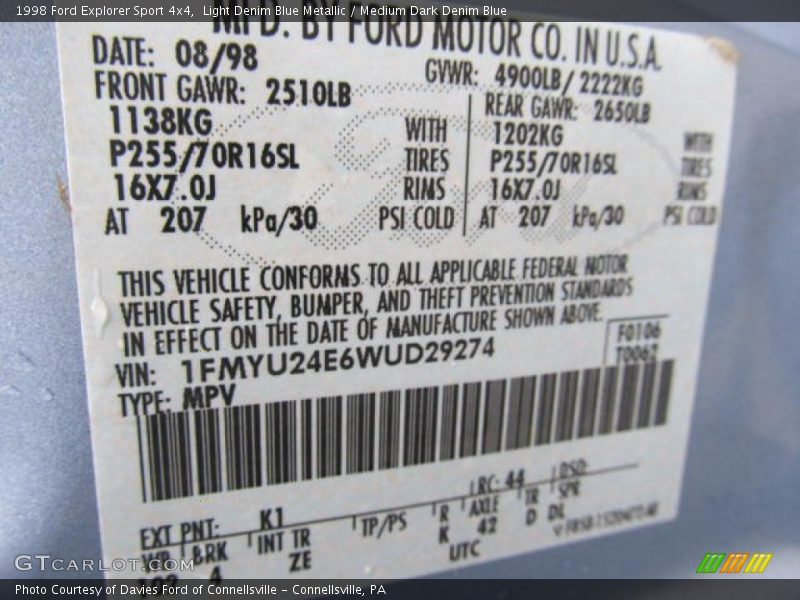 1998 Ford Explorer Sport 4x4, Light Denim Blue Metallic / Medium Dark Denim Blue
MFD. BY FORD MOTOR CO. IN U.S.A.
DATE: 08/98 GVWR: 4900LB/ 2222KG
FRONT GAWR: 2510LB REAR GAWR: 2650LB
1138KG WITH 1202KG WITH
P255/70R16SL TIRES P255/70R16SL TIRES
16X7.0J RIMS 16X7.0J RIMS
AT 207 kPa/30 PSI COLD AT 207 kPa/30 PSI COLD
THIS VEHICLE CONFORMS TO ALL APPLICABLE FEDERAL MOTOR
VEHICLE SAFETY, BUMPER, AND THEFT PREVENTION STANDARDS
IN EFFECT ON THE DATE OF MANUFACTURE SHOWN ABOVE.
F0106
T0062
VIN: 1FMYU24E6WUD29274
TYPE: MPV
EXT PNT: K1 RC: 44 DSO:
WB BRK INT TR TP/PS R AXLE TR SPR
102 4 ZE K 42 D DL
UTC
GTCarLot.com
Photo Courtesy of Davies Ford of Connellsville - Connellsville, PA